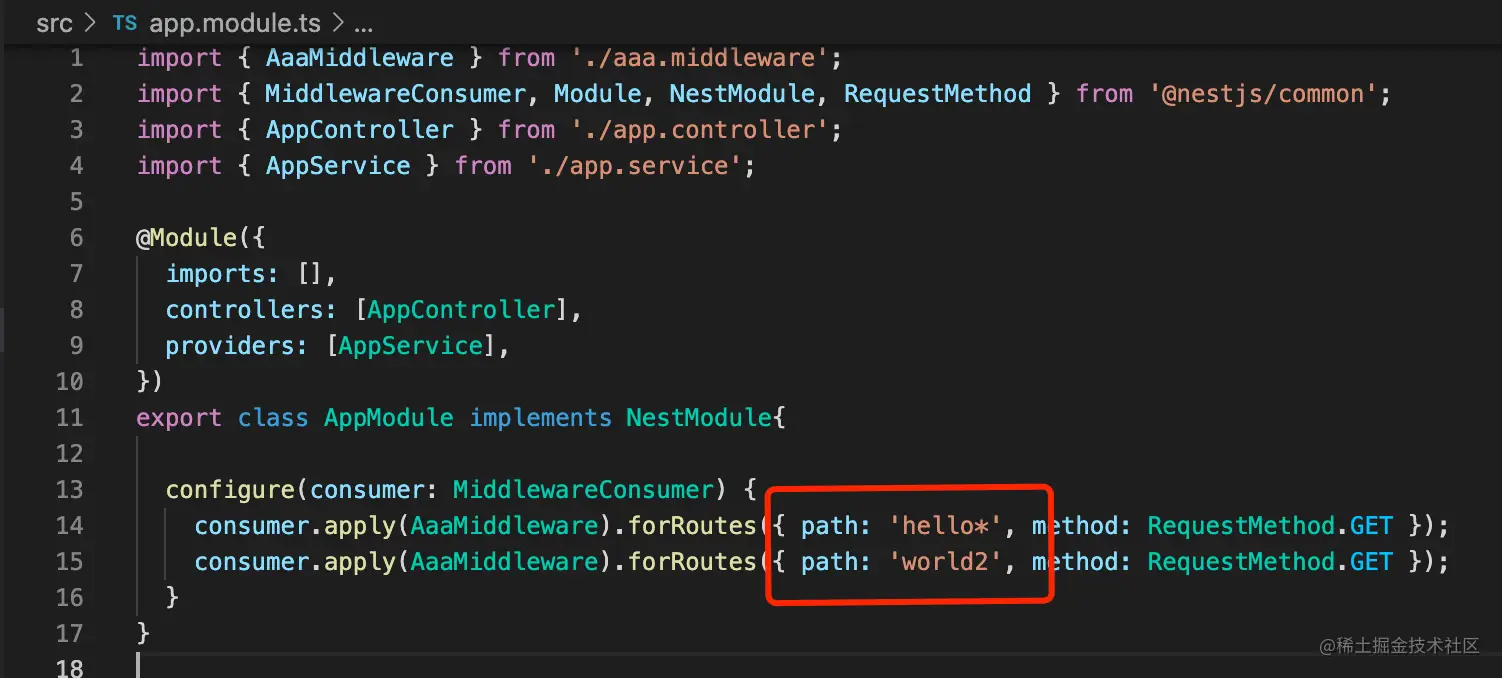 src > TS app.module.ts > ...
1 import { AaaMiddleware } from './aaa.middleware';
2 import { MiddlewareConsumer, Module, NestModule, RequestMethod } from '@nestjs/common';
3 import { AppController } from './app.controller';
4 import { AppService } from './app.service';
5
6 @Module({
7   imports: [],
8   controllers: [AppController],
9   providers: [AppService],
10 })
11 export class AppModule implements NestModule{
12
13   configure(consumer: MiddlewareConsumer) {
14     consumer.apply(AaaMiddleware).forRoutes({ path: 'hello*', method: RequestMethod.GET });
15     consumer.apply(AaaMiddleware).forRoutes({ path: 'world2', method: RequestMethod.GET });
16   }
17 }
18
@稀土掘金技术社区